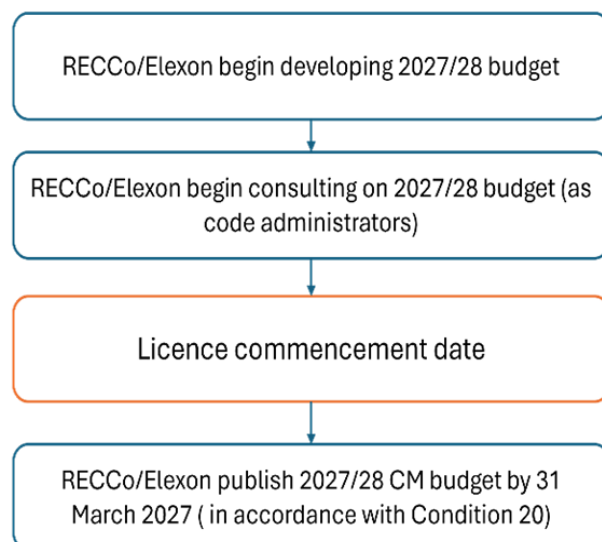 RECCo/Elexon begin developing 2027/28 budget
RECCo/Elexon begin consulting on 2027/28 budget (as
code administrators)
Licence commencement date
RECCo/Elexon publish 2027/28 CM budget by 31
March 2027 ( in accordance with Condition 20)